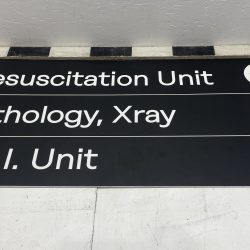 esuscitation Unit
thology, Xray
I. Unit